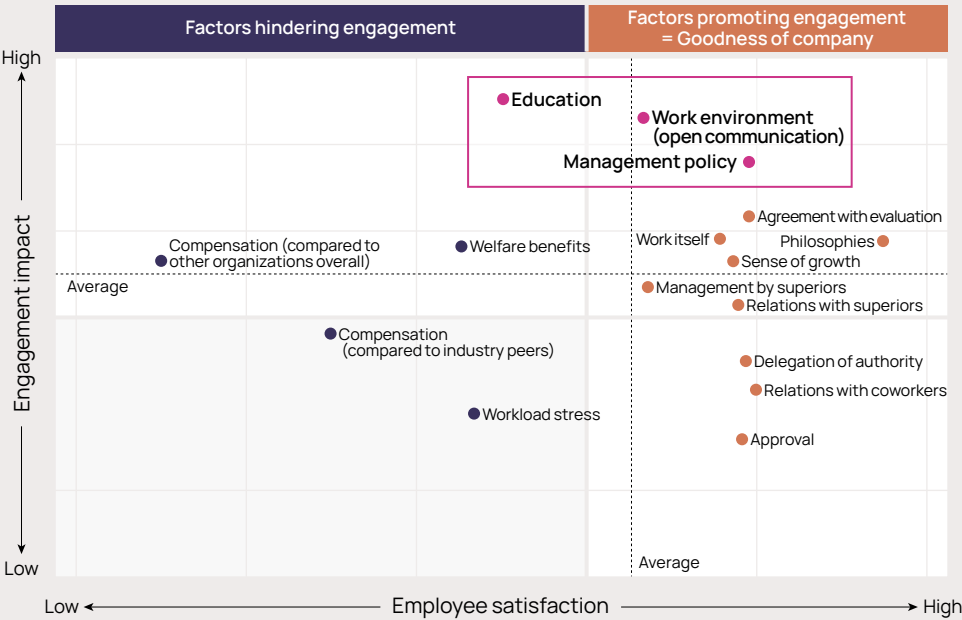 Factors hindering engagement
Factors promoting engagement
= Goodness of company
High
Education
Work environment
(open communication)
Management policy
Agreement with evaluation
Work itself
Philosophies
Compensation (compared to
other organizations overall)
Welfare benefits
Sense of growth
Average
Management by superiors
Relations with superiors
Compensation
(compared to industry peers)
Delegation of authority
Relations with coworkers
Workload stress
Approval
Average
Engagement impact
Low
Low
Employee satisfaction
High